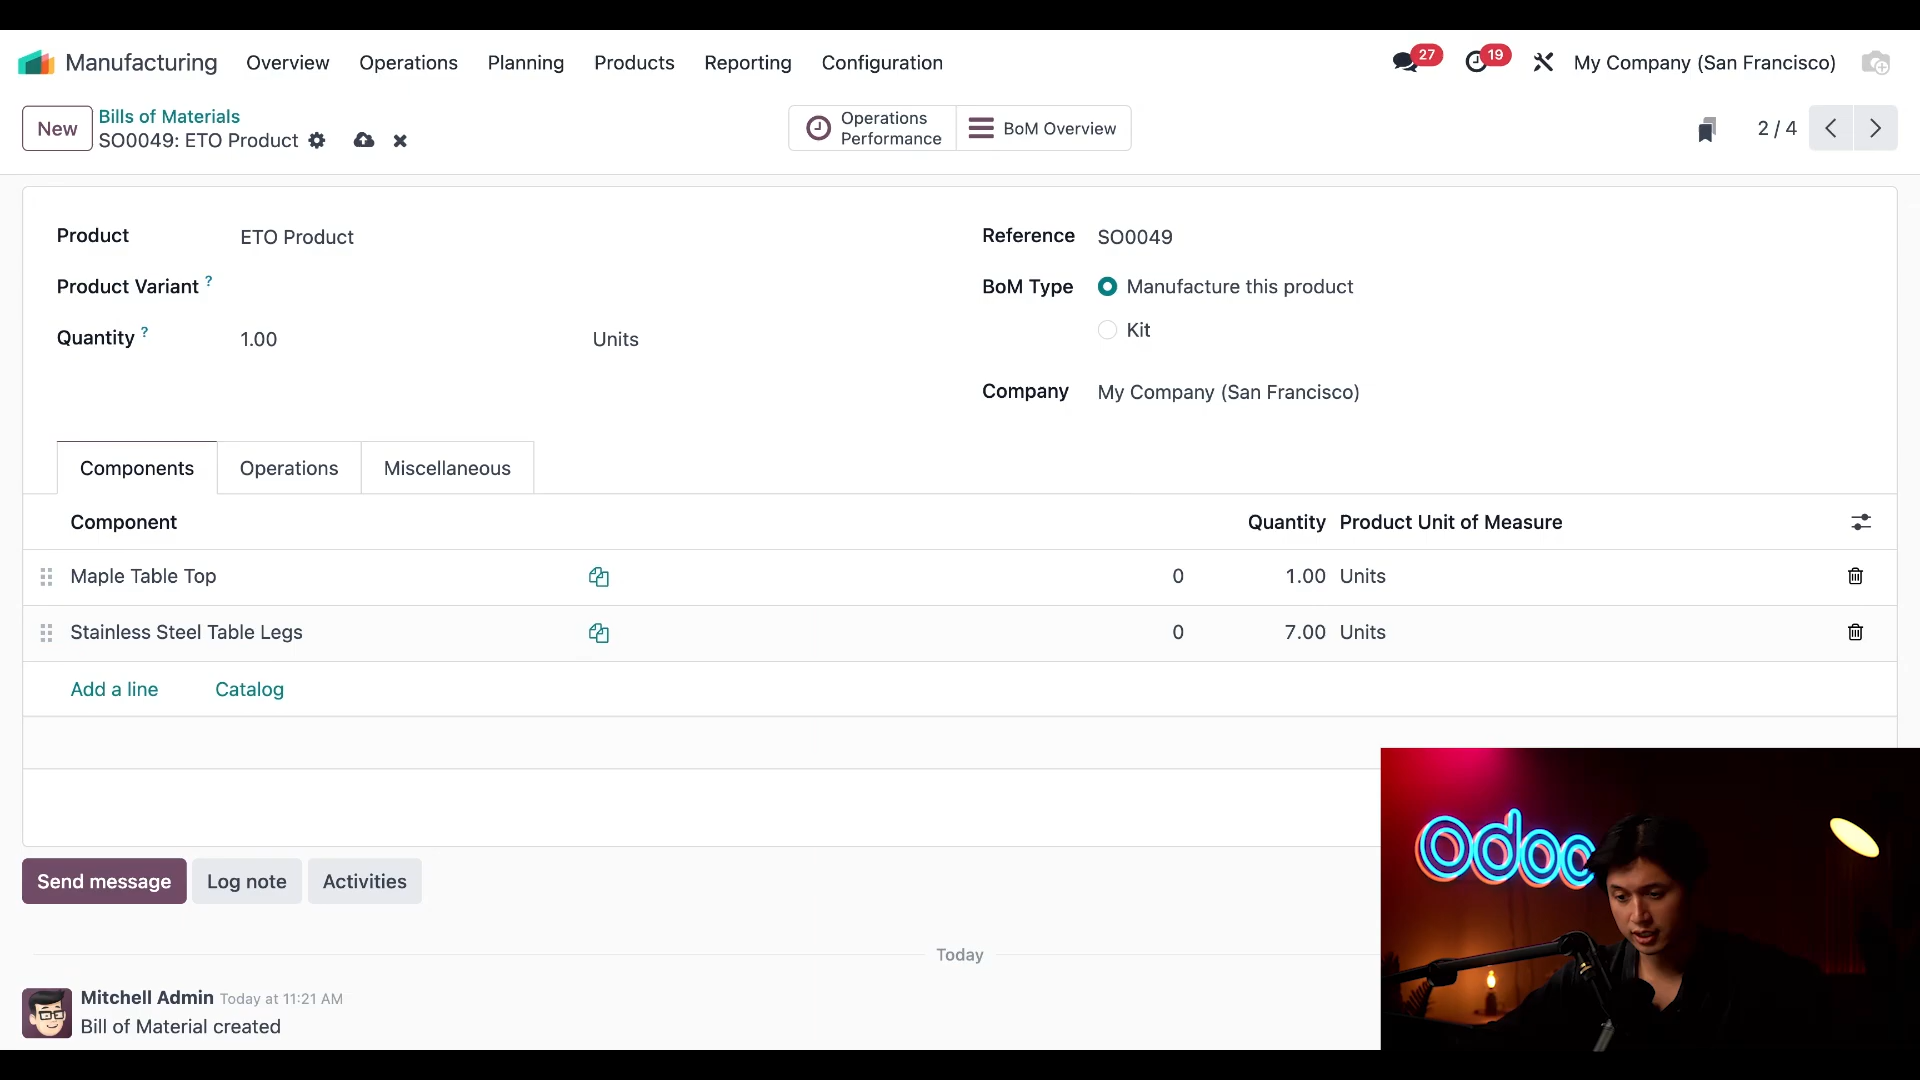 Manufacturing Overview Operations Planning Products Reporting Configuration 27 19 My Company (San Francisco)
New Bills of Materials
SO0049: ETO Product
Operations Performance
BoM Overview
2 / 4
Product ETO Product
Reference SO0049
Product Variant ?
BoM Type Manufacture this product
Kit
Quantity ? 1.00 Units
Company My Company (San Francisco)
Components Operations Miscellaneous
Component Quantity Product Unit of Measure
Maple Table Top 0 1.00 Units
Stainless Steel Table Legs 0 7.00 Units
Add a line Catalog
Send message Log note Activities
Today
Mitchell Admin Today at 11:21 AM
Bill of Material created
odoo